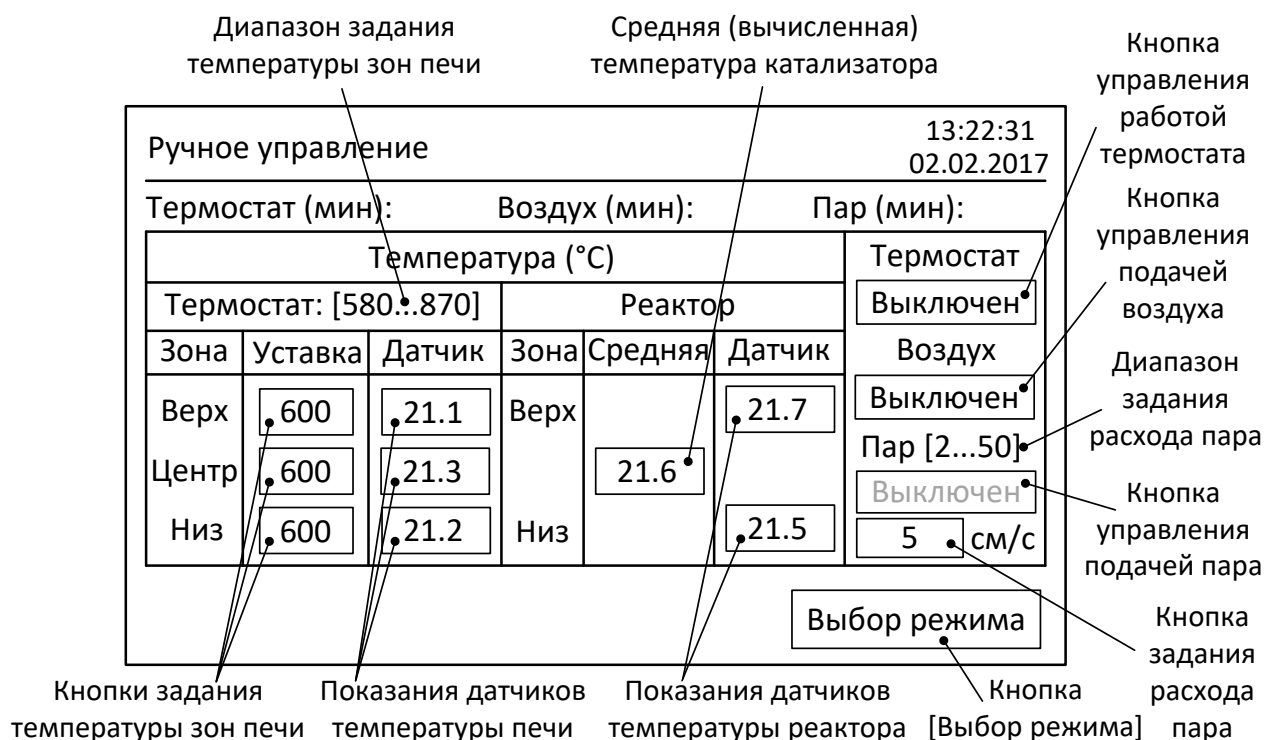 Диапазон задания
температуры зон печи
Средняя (вычисленная)
температура катализатора
Кнопка
управления
работой
термостата
Ручное управление
13:22:31
02.02.2017
Термостат (мин): Воздух (мин): Пар (мин):
Температура (°C)
Термостат
Термостат: [580...870] Реактор
Выключен
Зона Уставка Датчик Зона Средняя Датчик
Воздух
Верх 600 21.1 Верх 21.7
Выключен
Пар [2...50]
Центр 600 21.3 21.6
Выключен
Низ 600 21.2 Низ 21.5
5 см/с
Выбор режима
Кнопка
управления
подачей
воздуха
Диапазон
задания
расхода пара
Кнопка
управления
подачей пара
Кнопка
задания
расхода
пара
Кнопки задания
температуры зон печи
Показания датчиков
температуры печи
Показания датчиков
температуры реактора
Кнопка
[Выбор режима]